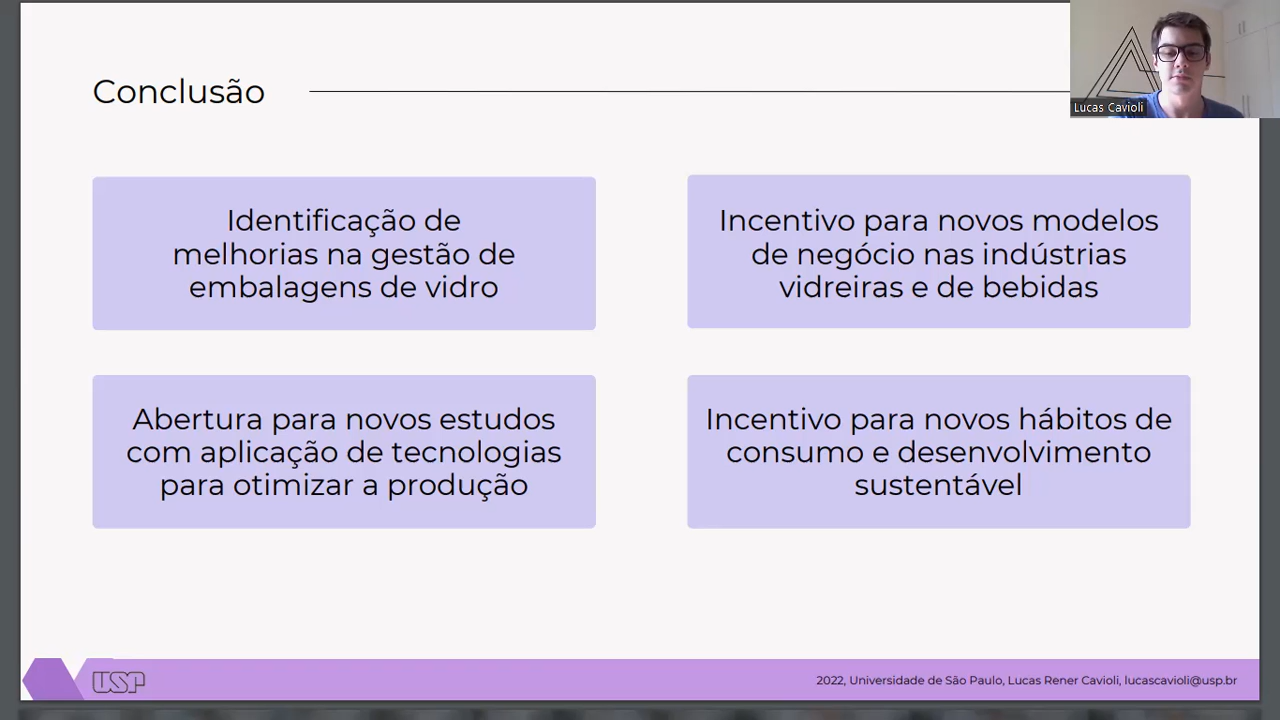 Conclusão
Lucas Cavioli
Identificação de
melhorias na gestão de
embalagens de vidro
Incentivo para novos modelos
de negócio nas indústrias
vidreiras e de bebidas
Abertura para novos estudos
com aplicação de tecnologias
para otimizar a produção
Incentivo para novos hábitos de
consumo e desenvolvimento
sustentável
USP
2022, Universidade de São Paulo, Lucas Rener Cavioli, lucascavioli@usp.br